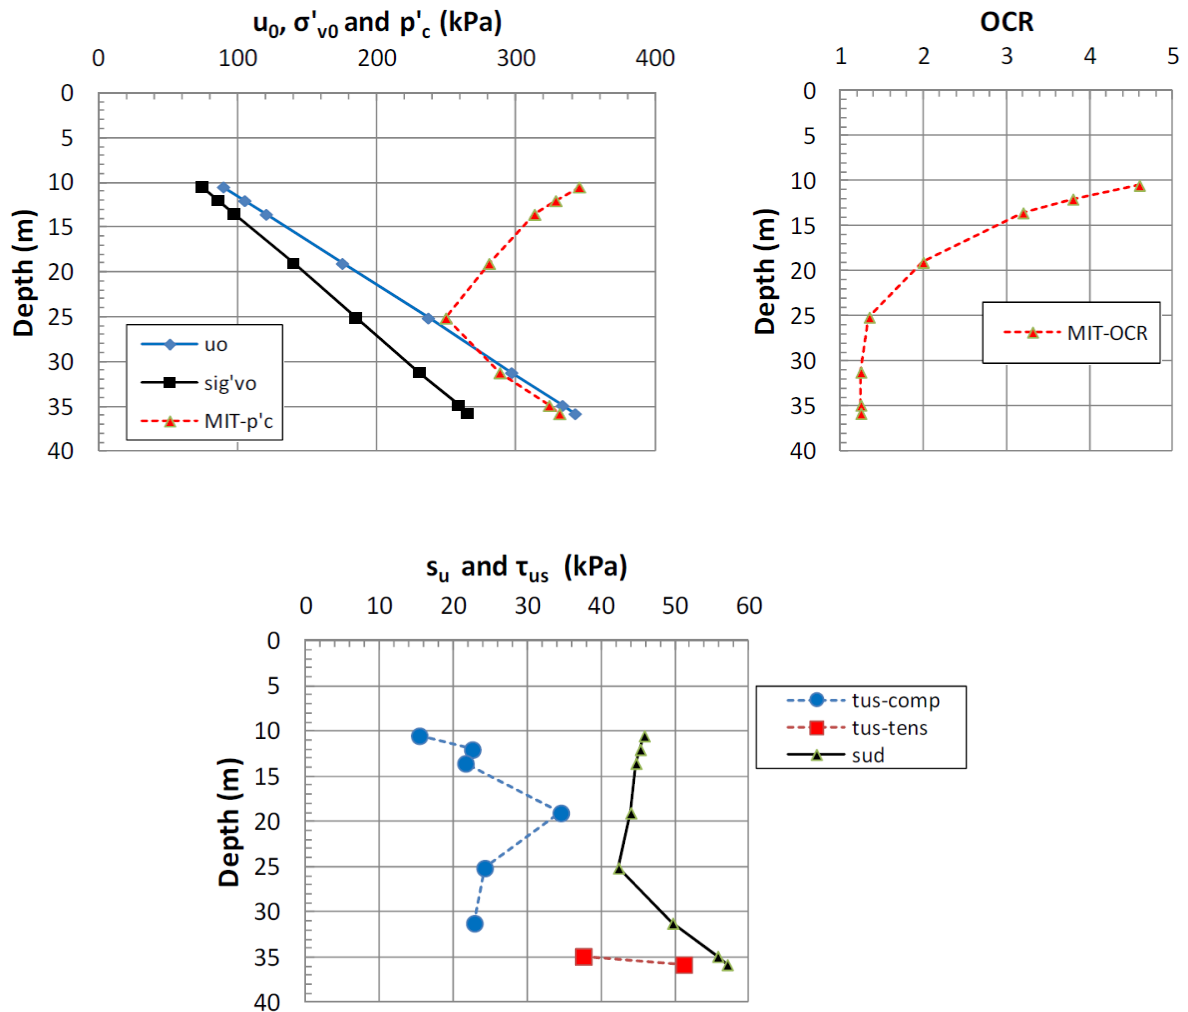 u₀, σ'ᵥ₀ and p'c (kPa)
0 100 200 300 400
0
5
10
15
20
25
30
35
40
Depth (m)
uo
sig'vo
MIT-p'c
OCR
1 2 3 4 5
0
5
10
15
20
25
30
35
40
Depth (m)
MIT-OCR
sᵤ and τᵤₛ (kPa)
0 10 20 30 40 50 60
0
5
10
15
20
25
30
35
40
Depth (m)
tus-comp
tus-tens
sud